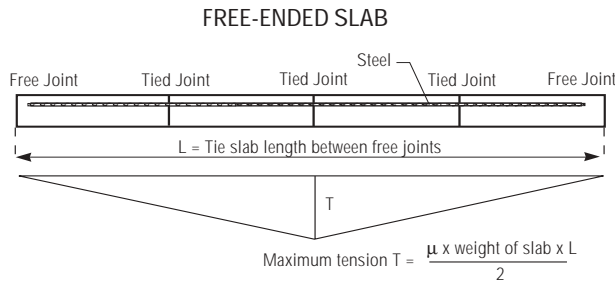 FREE-ENDED SLAB
Steel
Free Joint Tied Joint Tied Joint Tied Joint Free Joint
L = Tie slab length between free joints
T
Maximum tension T = μ x weight of slab x L
2